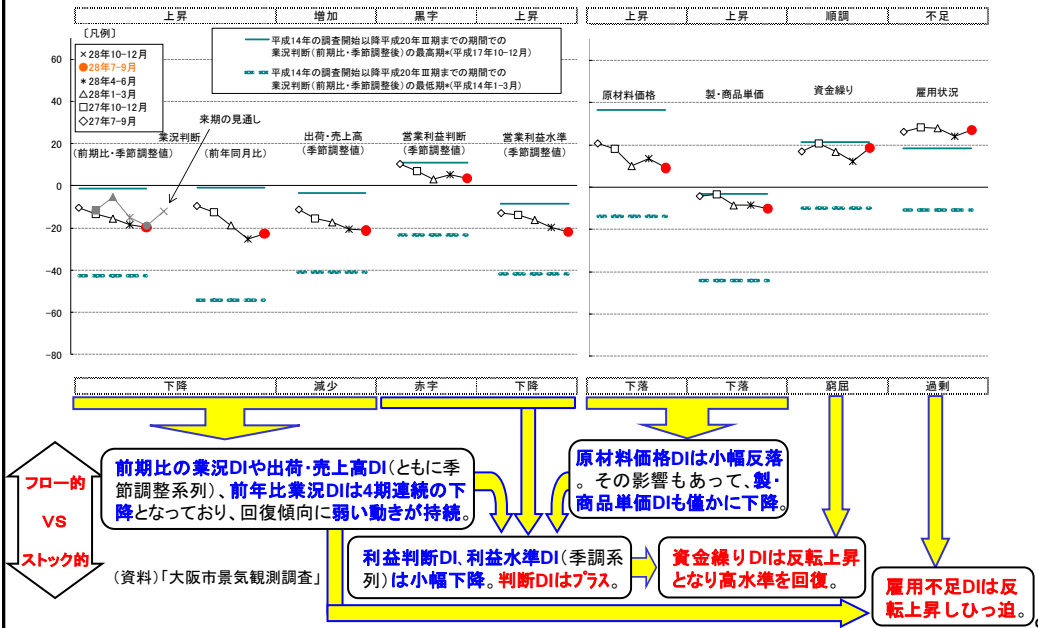 上昇 増加 黒字 上昇 上昇 上昇 順調 不足
〔凡例〕
×28年10-12月
●28年7-9月
*28年4-6月
△28年1-3月
□27年10-12月
◇27年7-9月
平成14年の調査開始以降平成20年Ⅲ期までの期間での
業況判断(前期比・季節調整後)の最高期*(平成17年10-12月)
平成14年の調査開始以降平成20年Ⅲ期までの期間での
業況判断(前期比・季節調整後)の最低期*(平成14年1-3月)
60
40
20
0
-20
-40
-60
-80
来期の見通し
業況判断
(前期比・季節調整値)
(前年同月比)
出荷・売上高
(季節調整値)
営業利益判断
(季節調整値)
営業利益水準
(季節調整値)
原材料価格
製・商品単価
資金繰り
雇用状況
下降 減少 赤字 下降 下落 下落 窮屈 過剰
フロー的
VS
ストック的
前期比の業況DIや出荷・売上高DI(ともに季
節調整系列)、前年比業況DIは4期連続の下
降となっており、回復傾向に弱い動きが持続。
原材料価格DIは小幅反落
。その影響もあって、製・
商品単価DIも僅かに下降。
利益判断DI、利益水準DI(季調系
列)は小幅下降。判断DIはプラス。
資金繰りDIは反転上昇
となり高水準を回復。
雇用不足DIは反
転上昇しひっ迫。
(資料)「大阪市景気観測調査」
。